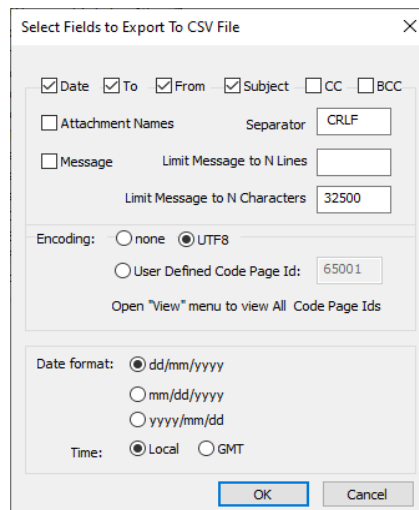 Select Fields to Export To CSV File
Date To From Subject CC BCC
Attachment Names Separator CRLF
Message Limit Message to N Lines
Limit Message to N Characters 32500
Encoding: none UTF8
User Defined Code Page Id: 65001
Open "View" menu to view All Code Page Ids
Date format: dd/mm/yyyy
mm/dd/yyyy
yyyy/mm/dd
Time: Local GMT
OK Cancel